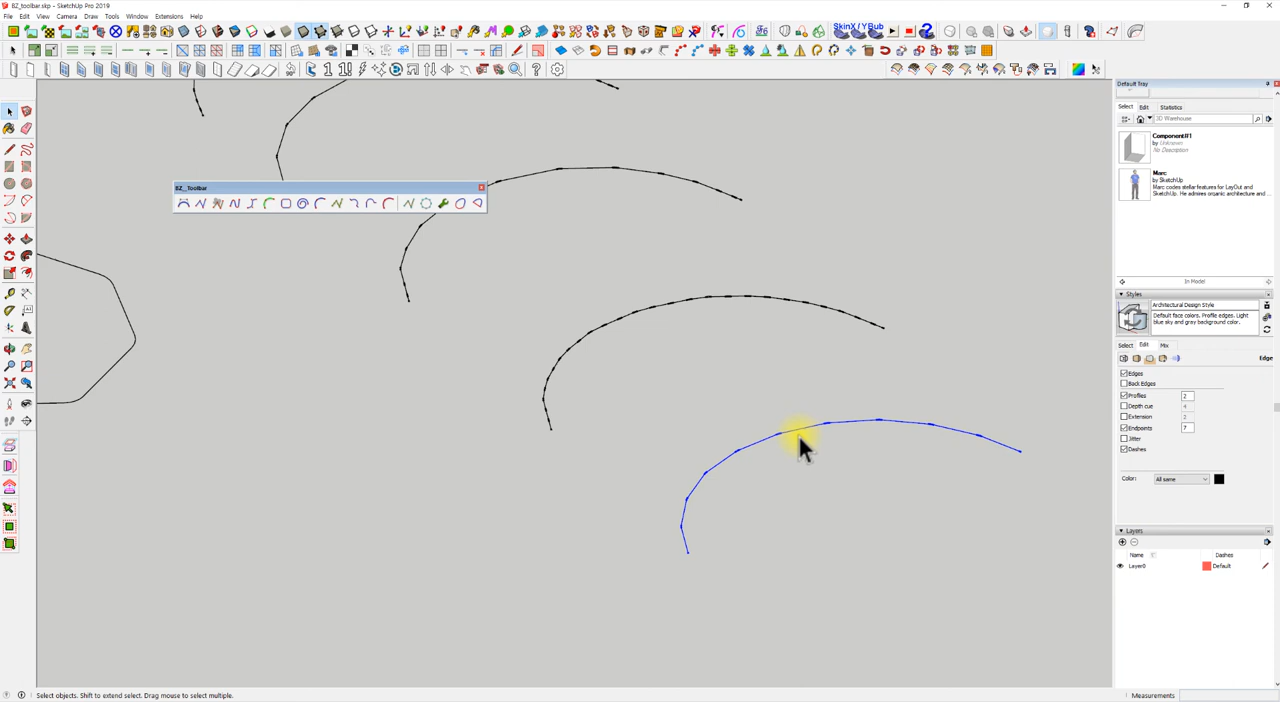 BZ_toolbar.skp - SketchUp Pro 2019
File Edit View Camera Draw Tools Window Extensions Help
Default Tray
Select Edit Statistics
3D Warehouse
Component#1
by Unknown
No Description
Marc
by SketchUp
Marc codes stellar features for LayOut and
SketchUp. He admires organic architectur and
In Model
BZ__Toolbar
Styles
Architectural Design Style
Default face colors. Profile edges. Light
blue sky and gray background color.
Select Edit Mix
Edge
Edges
Back Edges
Profiles 2
Depth cue 4
Extension 2
Endpoints 7
Jitter
Dashes
Color: All same
Layers
Name Dashes
Layer0 Default
Select objects. Shift to extend select. Drag mouse to select multiple.
Measurements